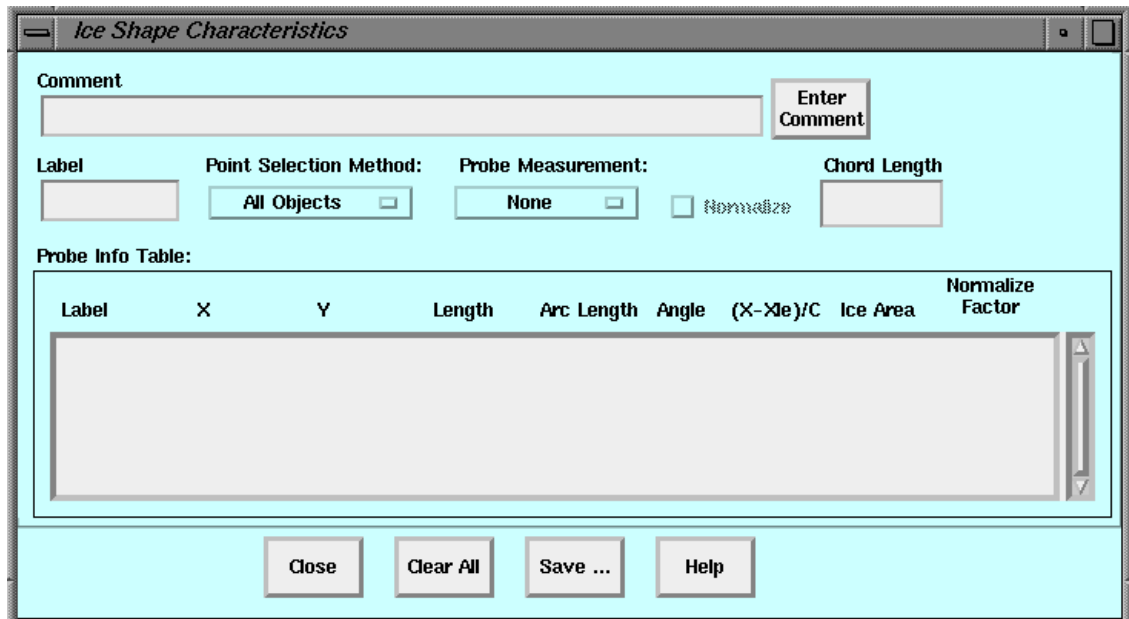 Ice Shape Characteristics
Comment
Enter
Comment
Label Point Selection Method: Probe Measurement: Chord Length
All Objects None Normalize
Probe Info Table:
Normalize
Label X Y Length Arc Length Angle (X-Xle)/C Ice Area Factor
Close Clear All Save ... Help